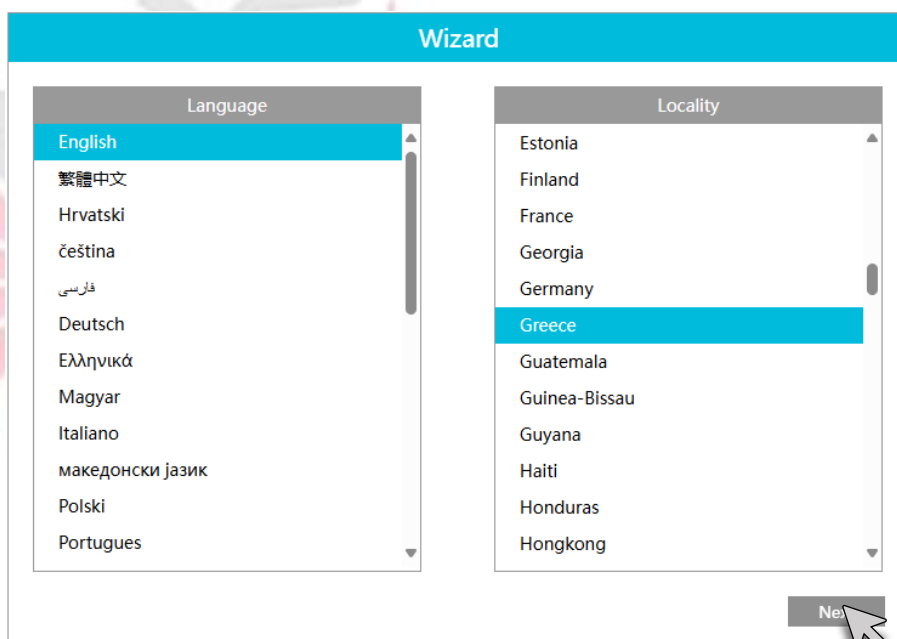 Wizard
Language
English
繁體中文
Hrvatski
čeština
فارسی
Deutsch
Ελληνικά
Magyar
Italiano
македонски јазик
Polski
Portugues
Locality
Estonia
Finland
France
Georgia
Germany
Greece
Guatemala
Guinea-Bissau
Guyana
Haiti
Honduras
Hongkong